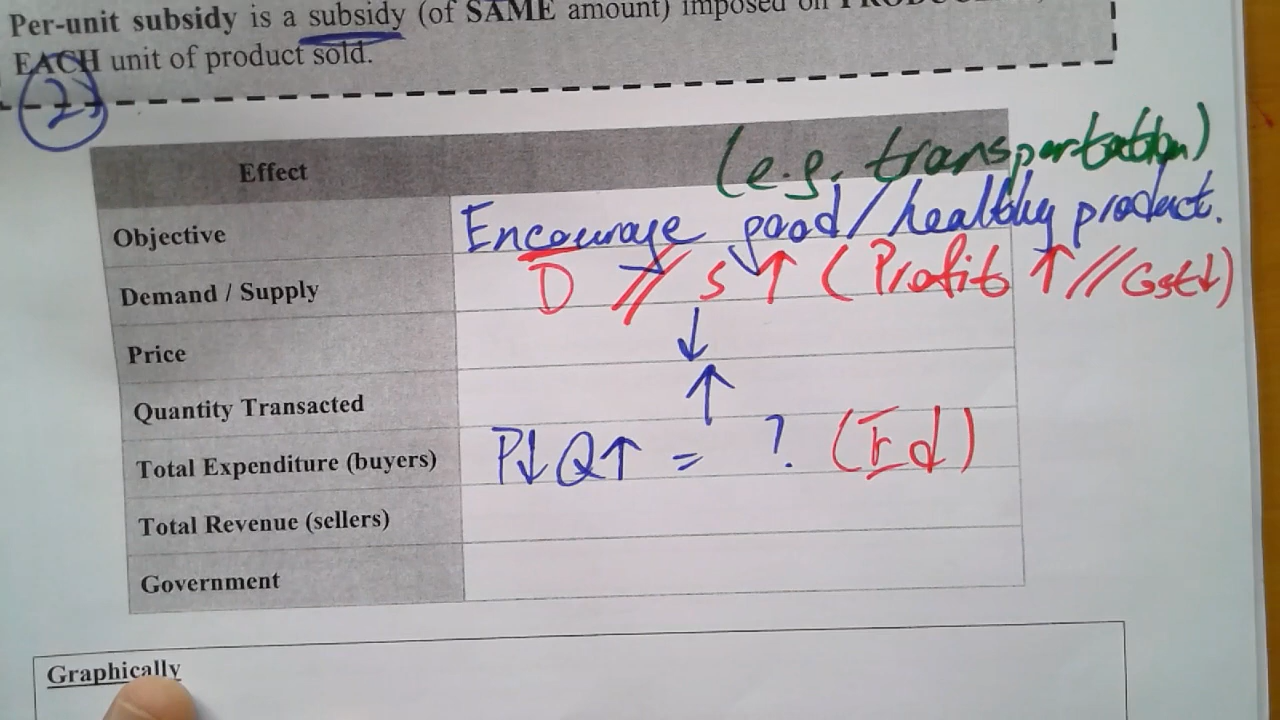 Per-unit subsidy is a subsidy (of SAME amount) imposed on
EACH unit of product sold.
2)
Effect (e.g. transportation)
Objective Encourage good/healthy product.
Demand / Supply D // S ↑ (Profit ↑ // Cost↓)
Price ↓
Quantity Transacted ↑
Total Expenditure (buyers) P↓ Q↑ = ? (Ed)
Total Revenue (sellers)
Government
Graphically